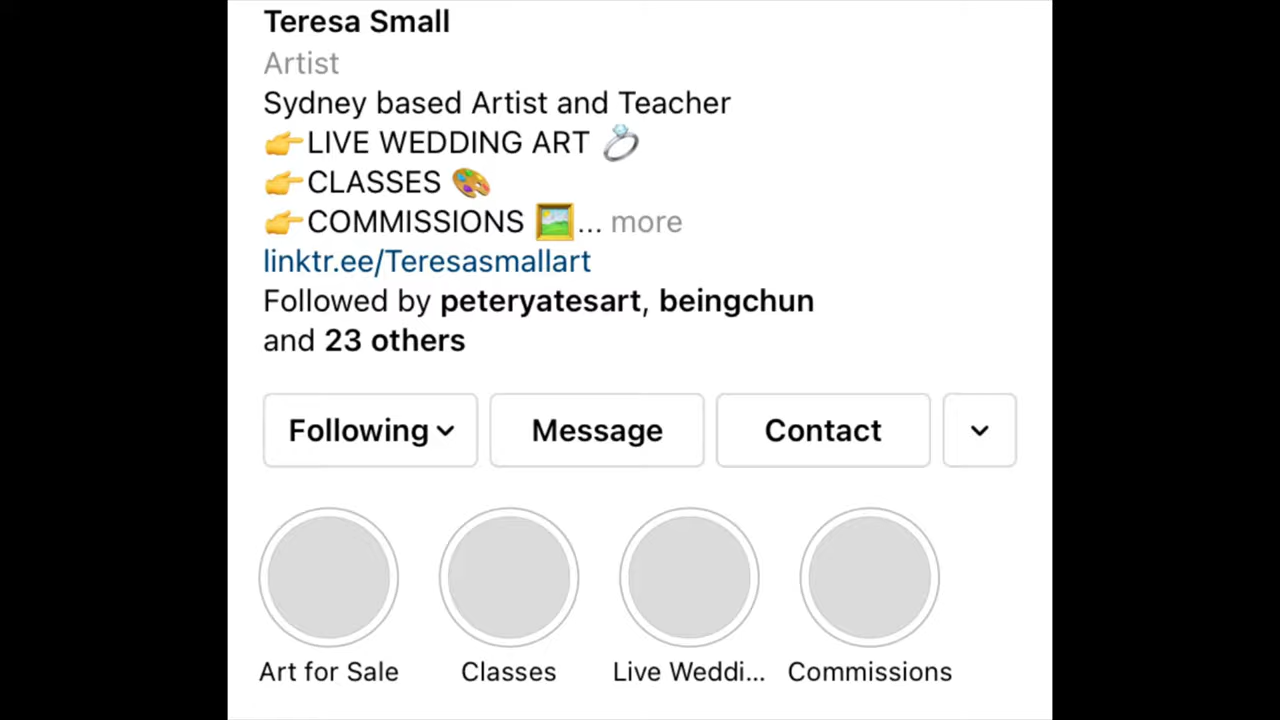 Teresa Small
Artist
Sydney based Artist and Teacher
👉LIVE WEDDING ART 💍
👉CLASSES 🎨
👉COMMISSIONS 🖼️... more
linktr.ee/Teresasmallart
Followed by peteryatesart, beingchun
and 23 others
Following Message Contact
Art for Sale Classes Live Weddi... Commissions